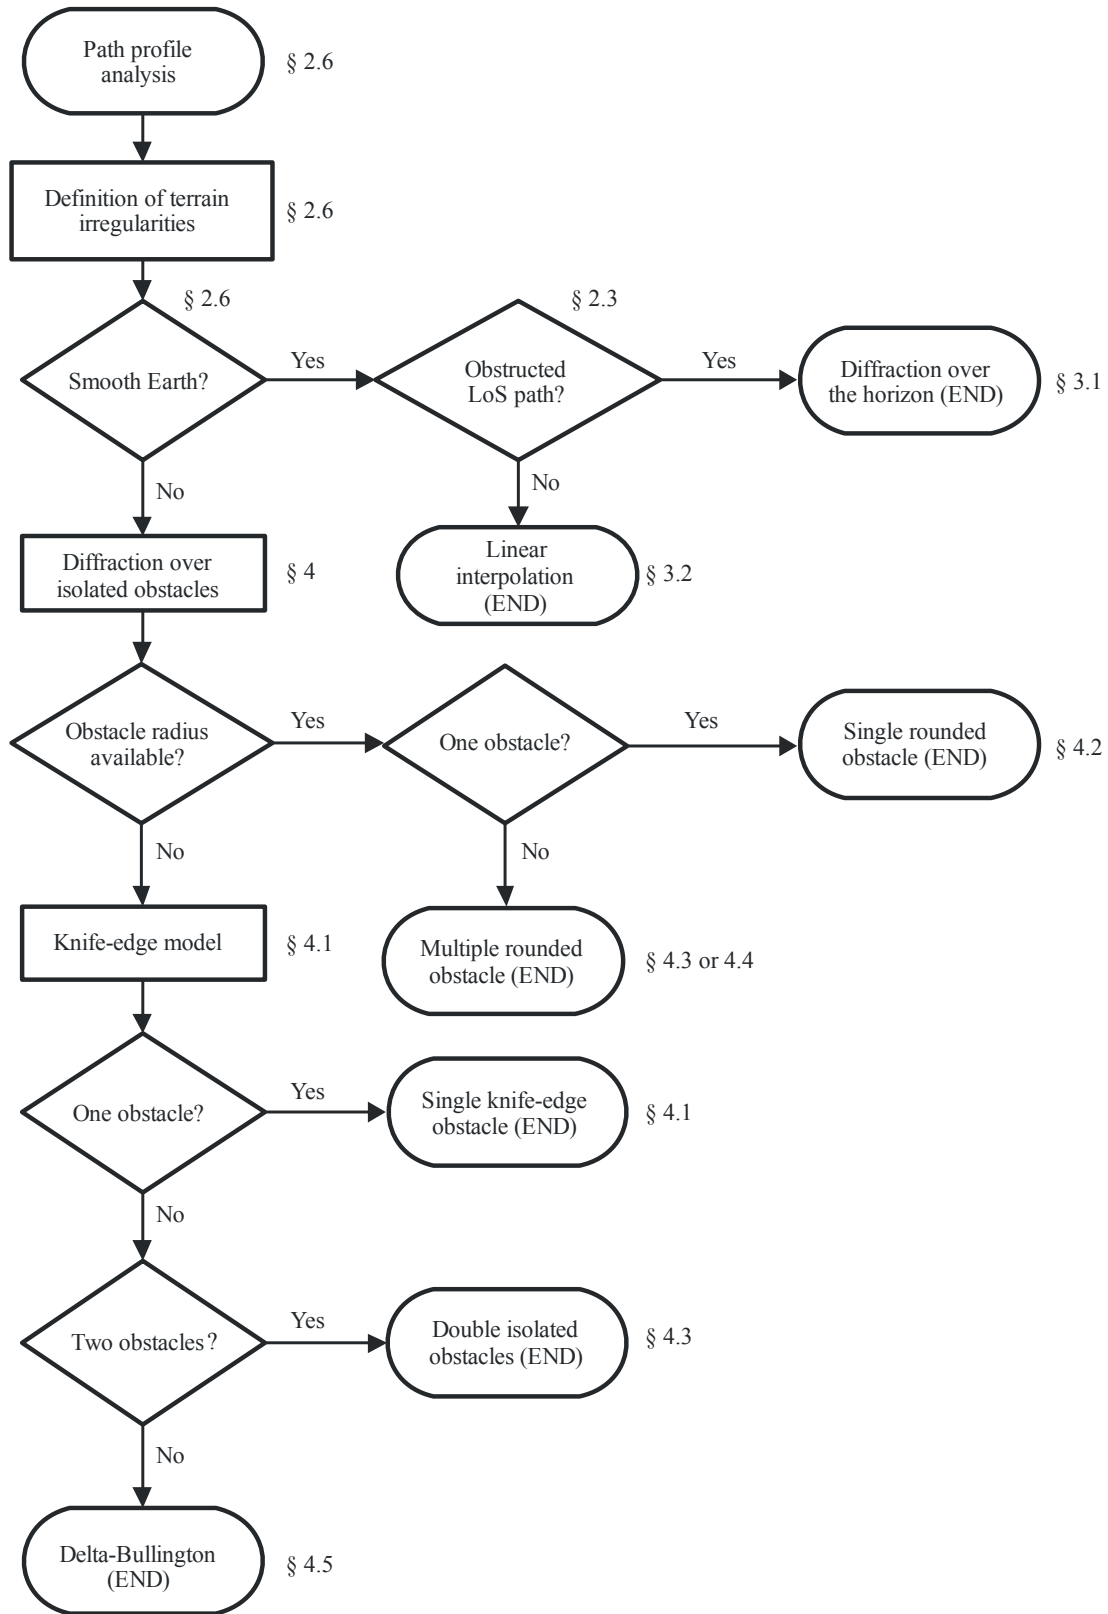 Path profile
analysis
§ 2.6
Definition of terrain
irregularities
§ 2.6
§ 2.6
Smooth Earth?
Yes
§ 2.3
Obstructed
LoS path?
Yes
Diffraction over
the horizon (END)
§ 3.1
No
No
Diffraction over
isolated obstacles
§ 4
Linear
interpolation
(END)
§ 3.2
Obstacle radius
available?
Yes
One obstacle?
Yes
Single rounded
obstacle (END)
§ 4.2
No
No
Knife-edge model
§ 4.1
Multiple rounded
obstacle (END)
§ 4.3 or 4.4
One obstacle?
Yes
Single knife-edge
obstacle (END)
§ 4.1
No
Two obstacles?
Yes
Double isolated
obstacles (END)
§ 4.3
No
Delta-Bullington
(END)
§ 4.5